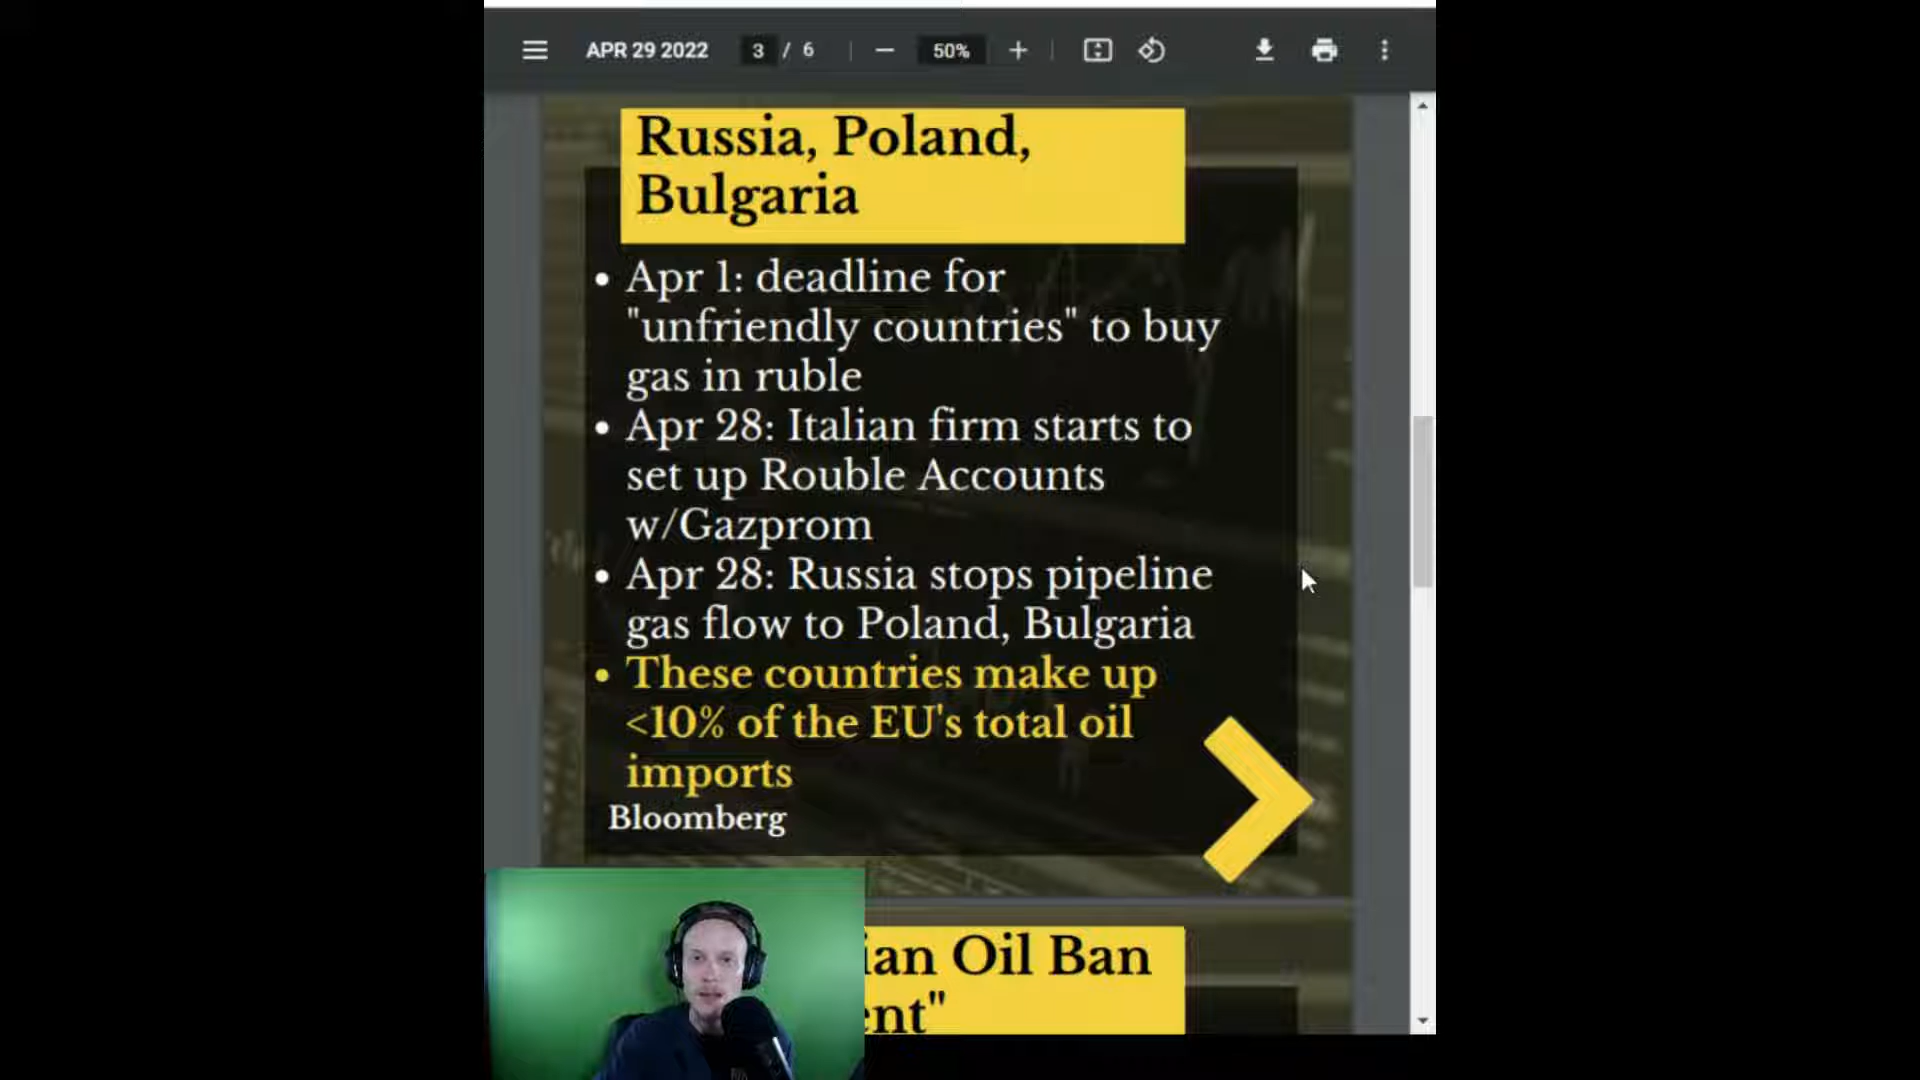 APR 29 2022 3 / 6 50%
Russia, Poland,
Bulgaria
• Apr 1: deadline for
"unfriendly countries" to buy
gas in ruble
• Apr 28: Italian firm starts to
set up Rouble Accounts
w/Gazprom
• Apr 28: Russia stops pipeline
gas flow to Poland, Bulgaria
• These countries make up
<10% of the EU's total oil
imports
Bloomberg
ian Oil Ban
ent"